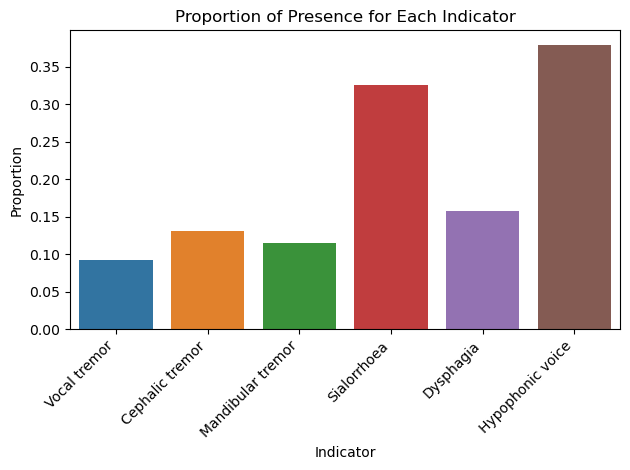 Proportion of Presence for Each Indicator
Proportion
0.35
0.30
0.25
0.20
0.15
0.10
0.05
0.00
Vocal tremor
Cephalic tremor
Mandibular tremor
Sialorrhoea
Dysphagia
Hypophonic voice
Indicator